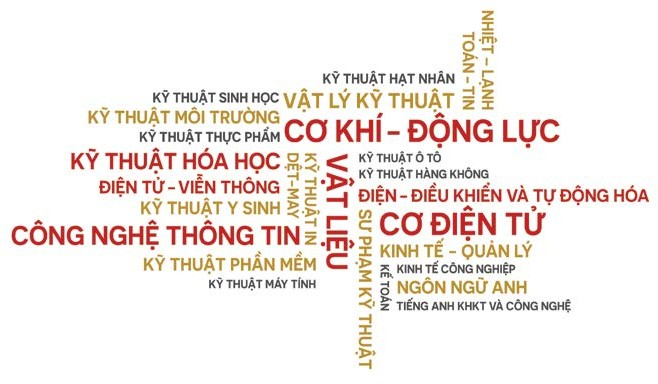 NHIỆT – LẠNH
TOÁN – TIN
KỸ THUẬT HẠT NHÂN
KỸ THUẬT SINH HỌC
VẬT LÝ KỸ THUẬT
KỸ THUẬT MÔI TRƯỜNG
CƠ KHÍ – ĐỘNG LỰC
KỸ THUẬT THỰC PHẨM
KỸ THUẬT HÓA HỌC
DỆT-MAY
KỸ THUẬT IN
VẬT LIỆU
KỸ THUẬT Ô TÔ
KỸ THUẬT HÀNG KHÔNG
ĐIỆN TỬ – VIỄN THÔNG
ĐIỆN – ĐIỀU KHIỂN VÀ TỰ ĐỘNG HÓA
KỸ THUẬT Y SINH
SƯ PHẠM KỸ THUẬT
CƠ ĐIỆN TỬ
CÔNG NGHỆ THÔNG TIN
KINH TẾ – QUẢN LÝ
KỸ THUẬT PHẦN MỀM
KẾ TOÁN
KINH TẾ CÔNG NGHIỆP
KỸ THUẬT MÁY TÍNH
NGÔN NGỮ ANH
TIẾNG ANH KHKT VÀ CÔNG NGHỆ